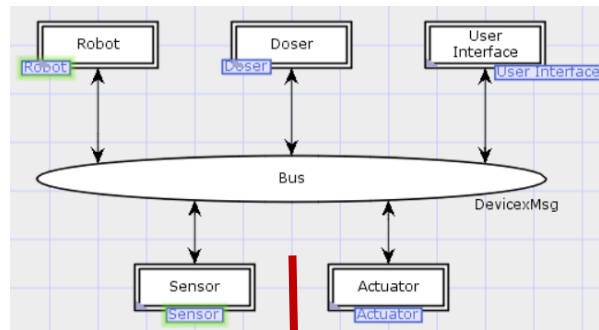 Robot
Robot
Doser
Doser
User
Interface
User Interface
Bus
DevicexMsg
Sensor
Sensor
Actuator
Actuator